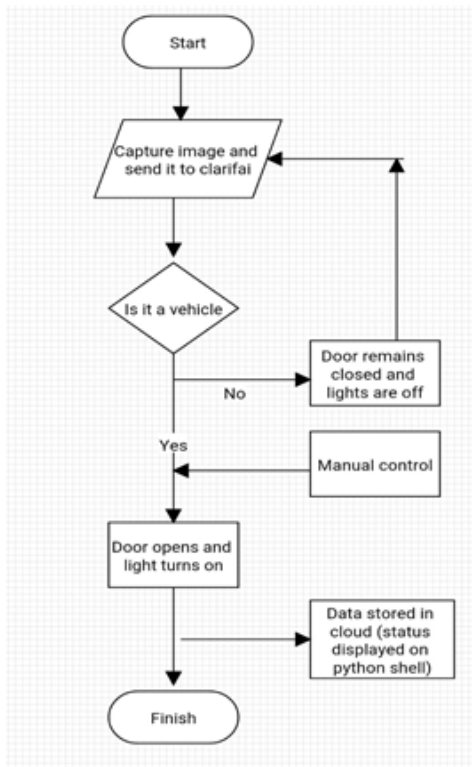 Start
Capture image and
send it to clarifai
Is it a vehicle
Door remains
closed and
lights are off
No
Yes
Manual control
Door opens and
light turns on
Data stored in
cloud (status
displayed on
python shell)
Finish